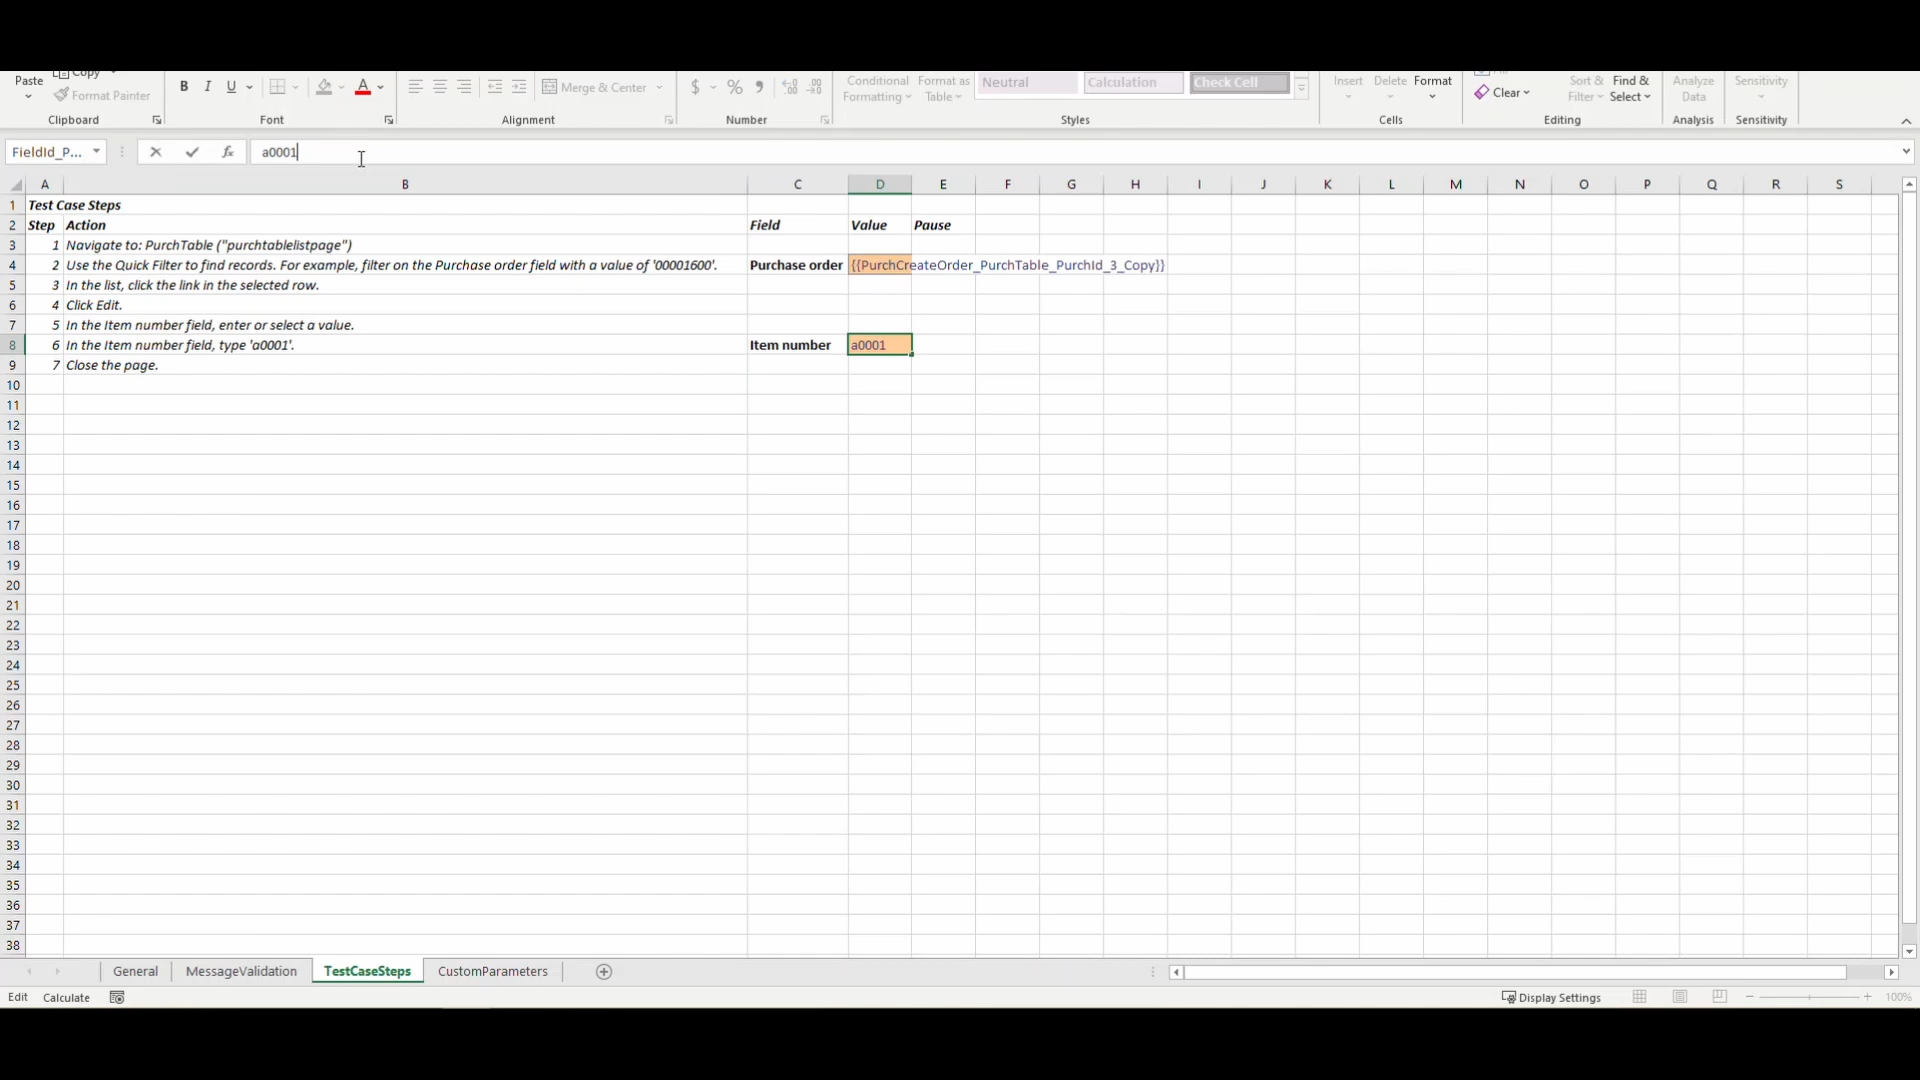 Paste Copy
Format Painter
B I U A
Merge & Center
$ % 9
Conditional Formatting Format as Table
Neutral Calculation Check Cell
Insert Delete Format
Clear
Sort & Filter Find & Select
Analyze Data
Sensitivity
Clipboard Font Alignment Number Styles Cells Editing Analysis Sensitivity
FieldId_P... fx a0001
A B C D E F G H I J K L M N O P Q R S
1 Test Case Steps
2 Step Action Field Value Pause
3 1 Navigate to: PurchTable ("purchtablelistpage")
4 2 Use the Quick Filter to find records. For example, filter on the Purchase order field with a value of '00001600'. Purchase order {{PurchCreateOrder_PurchTable_PurchId_3_Copy}}
5 3 In the list, click the link in the selected row.
6 4 Click Edit.
7 5 In the Item number field, enter or select a value.
8 6 In the Item number field, type 'a0001'. Item number a0001
9 7 Close the page.
10
11
12
13
14
15
16
17
18
19
20
21
22
23
24
25
26
27
28
29
30
31
32
33
34
35
36
37
38
General MessageValidation TestCaseSteps CustomParameters
Edit Calculate Display Settings 100%